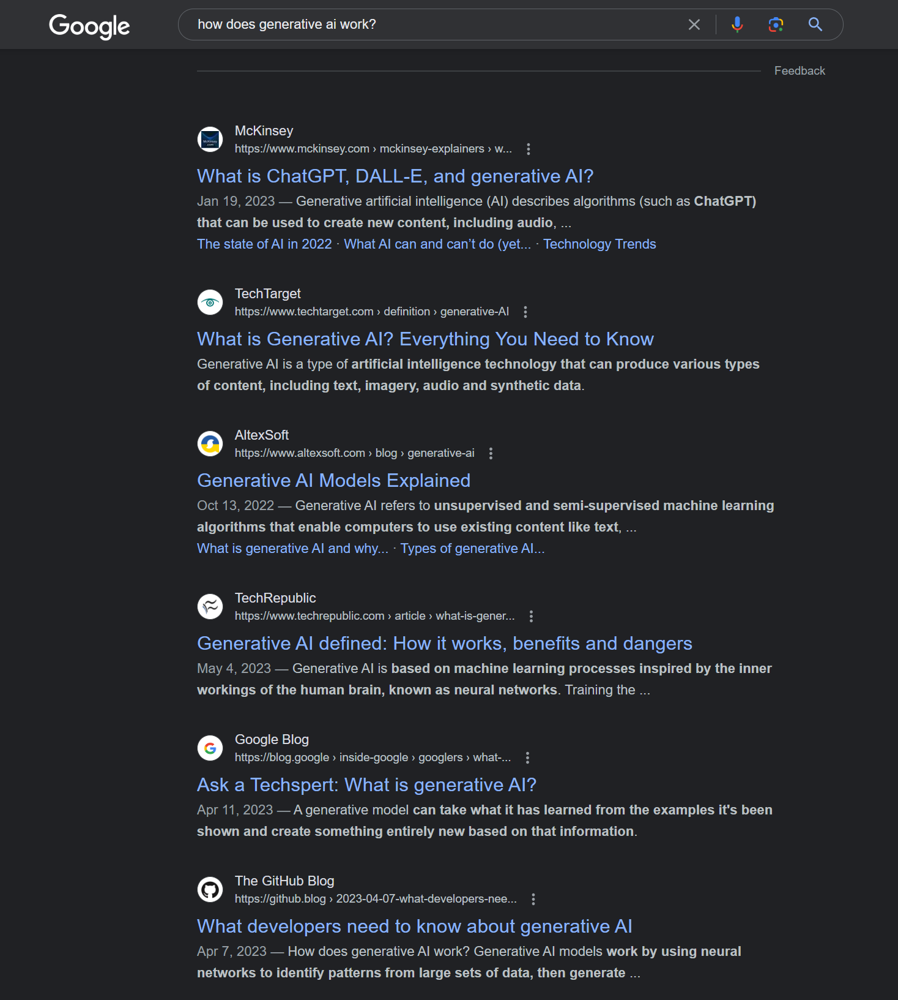 Google
how does generative ai work?
Feedback
McKinsey
https://www.mckinsey.com › mckinsey-explainers › w...
What is ChatGPT, DALL-E, and generative AI?
Jan 19, 2023 — Generative artificial intelligence (AI) describes algorithms (such as ChatGPT)
that can be used to create new content, including audio, ...
The state of AI in 2022 · What AI can and can’t do (yet... · Technology Trends
TechTarget
https://www.techtarget.com › definition › generative-AI
What is Generative AI? Everything You Need to Know
Generative AI is a type of artificial intelligence technology that can produce various types
of content, including text, imagery, audio and synthetic data.
AltexSoft
https://www.altexsoft.com › blog › generative-ai
Generative AI Models Explained
Oct 13, 2022 — Generative AI refers to unsupervised and semi-supervised machine learning
algorithms that enable computers to use existing content like text, ...
What is generative AI and why... · Types of generative AI...
TechRepublic
https://www.techrepublic.com › article › what-is-gener...
Generative AI defined: How it works, benefits and dangers
May 4, 2023 — Generative AI is based on machine learning processes inspired by the inner
workings of the human brain, known as neural networks. Training the ...
Google Blog
https://blog.google › inside-google › googlers › what-...
Ask a Techspert: What is generative AI?
Apr 11, 2023 — A generative model can take what it has learned from the examples it's been
shown and create something entirely new based on that information.
The GitHub Blog
https://github.blog › 2023-04-07-what-developers-nee...
What developers need to know about generative AI
Apr 7, 2023 — How does generative AI work? Generative AI models work by using neural
networks to identify patterns from large sets of data, then generate ...